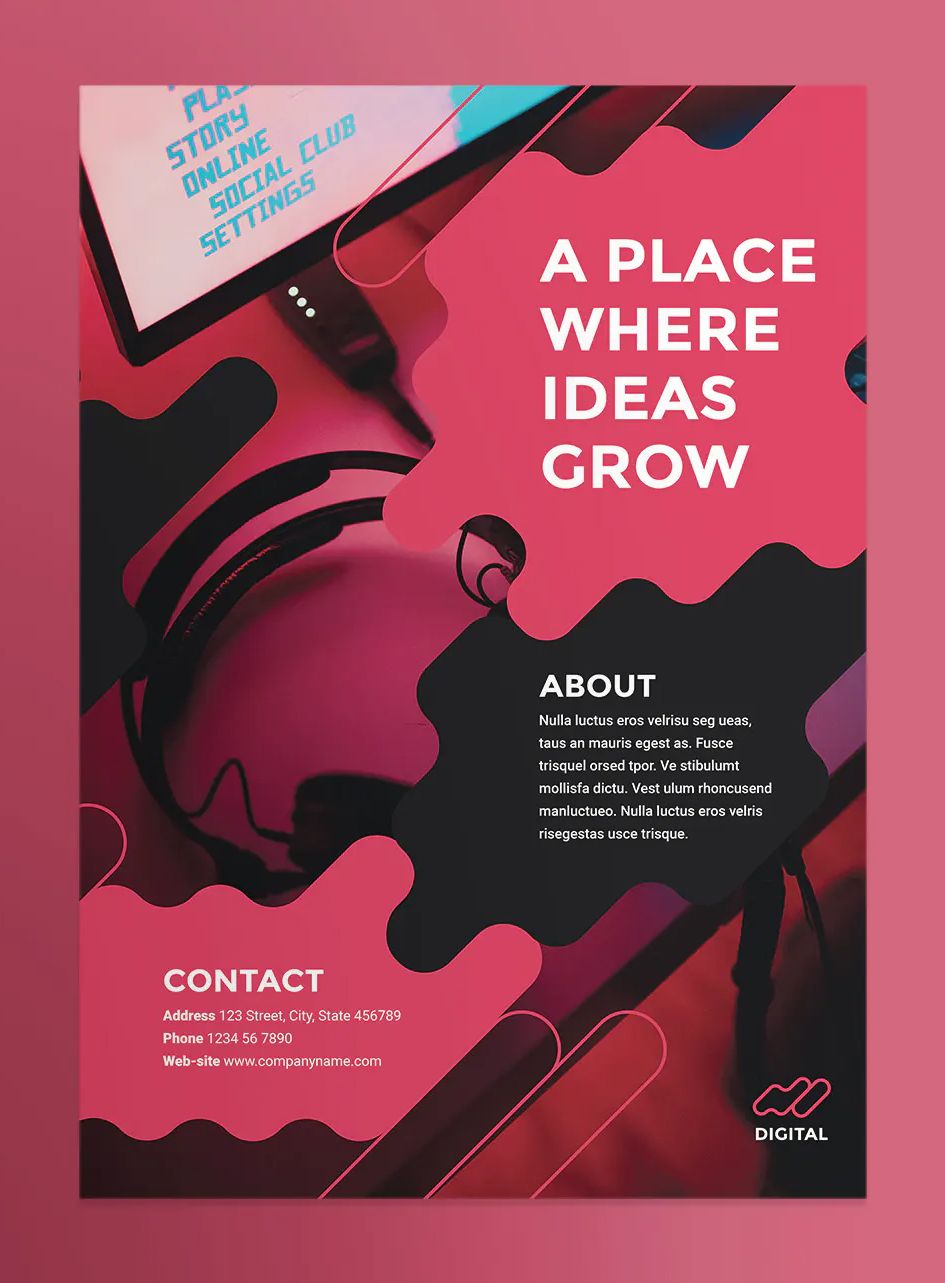 STORY
ONLINE
SOCIAL CLUB
SETTINGS
A PLACE
WHERE
IDEAS
GROW
ABOUT
Nulla luctus eros velrisu seg ueas,
taus an mauris egest as. Fusce
trisquel orsed tpor. Ve stibulumt
mollisfa dictu. Vest ulum rhoncusend
manluctueo. Nulla luctus eros velris
risegestas usce trisque.
CONTACT
Address 123 Street, City, State 456789
Phone 1234 56 7890
Web-site www.companyname.com
DIGITAL